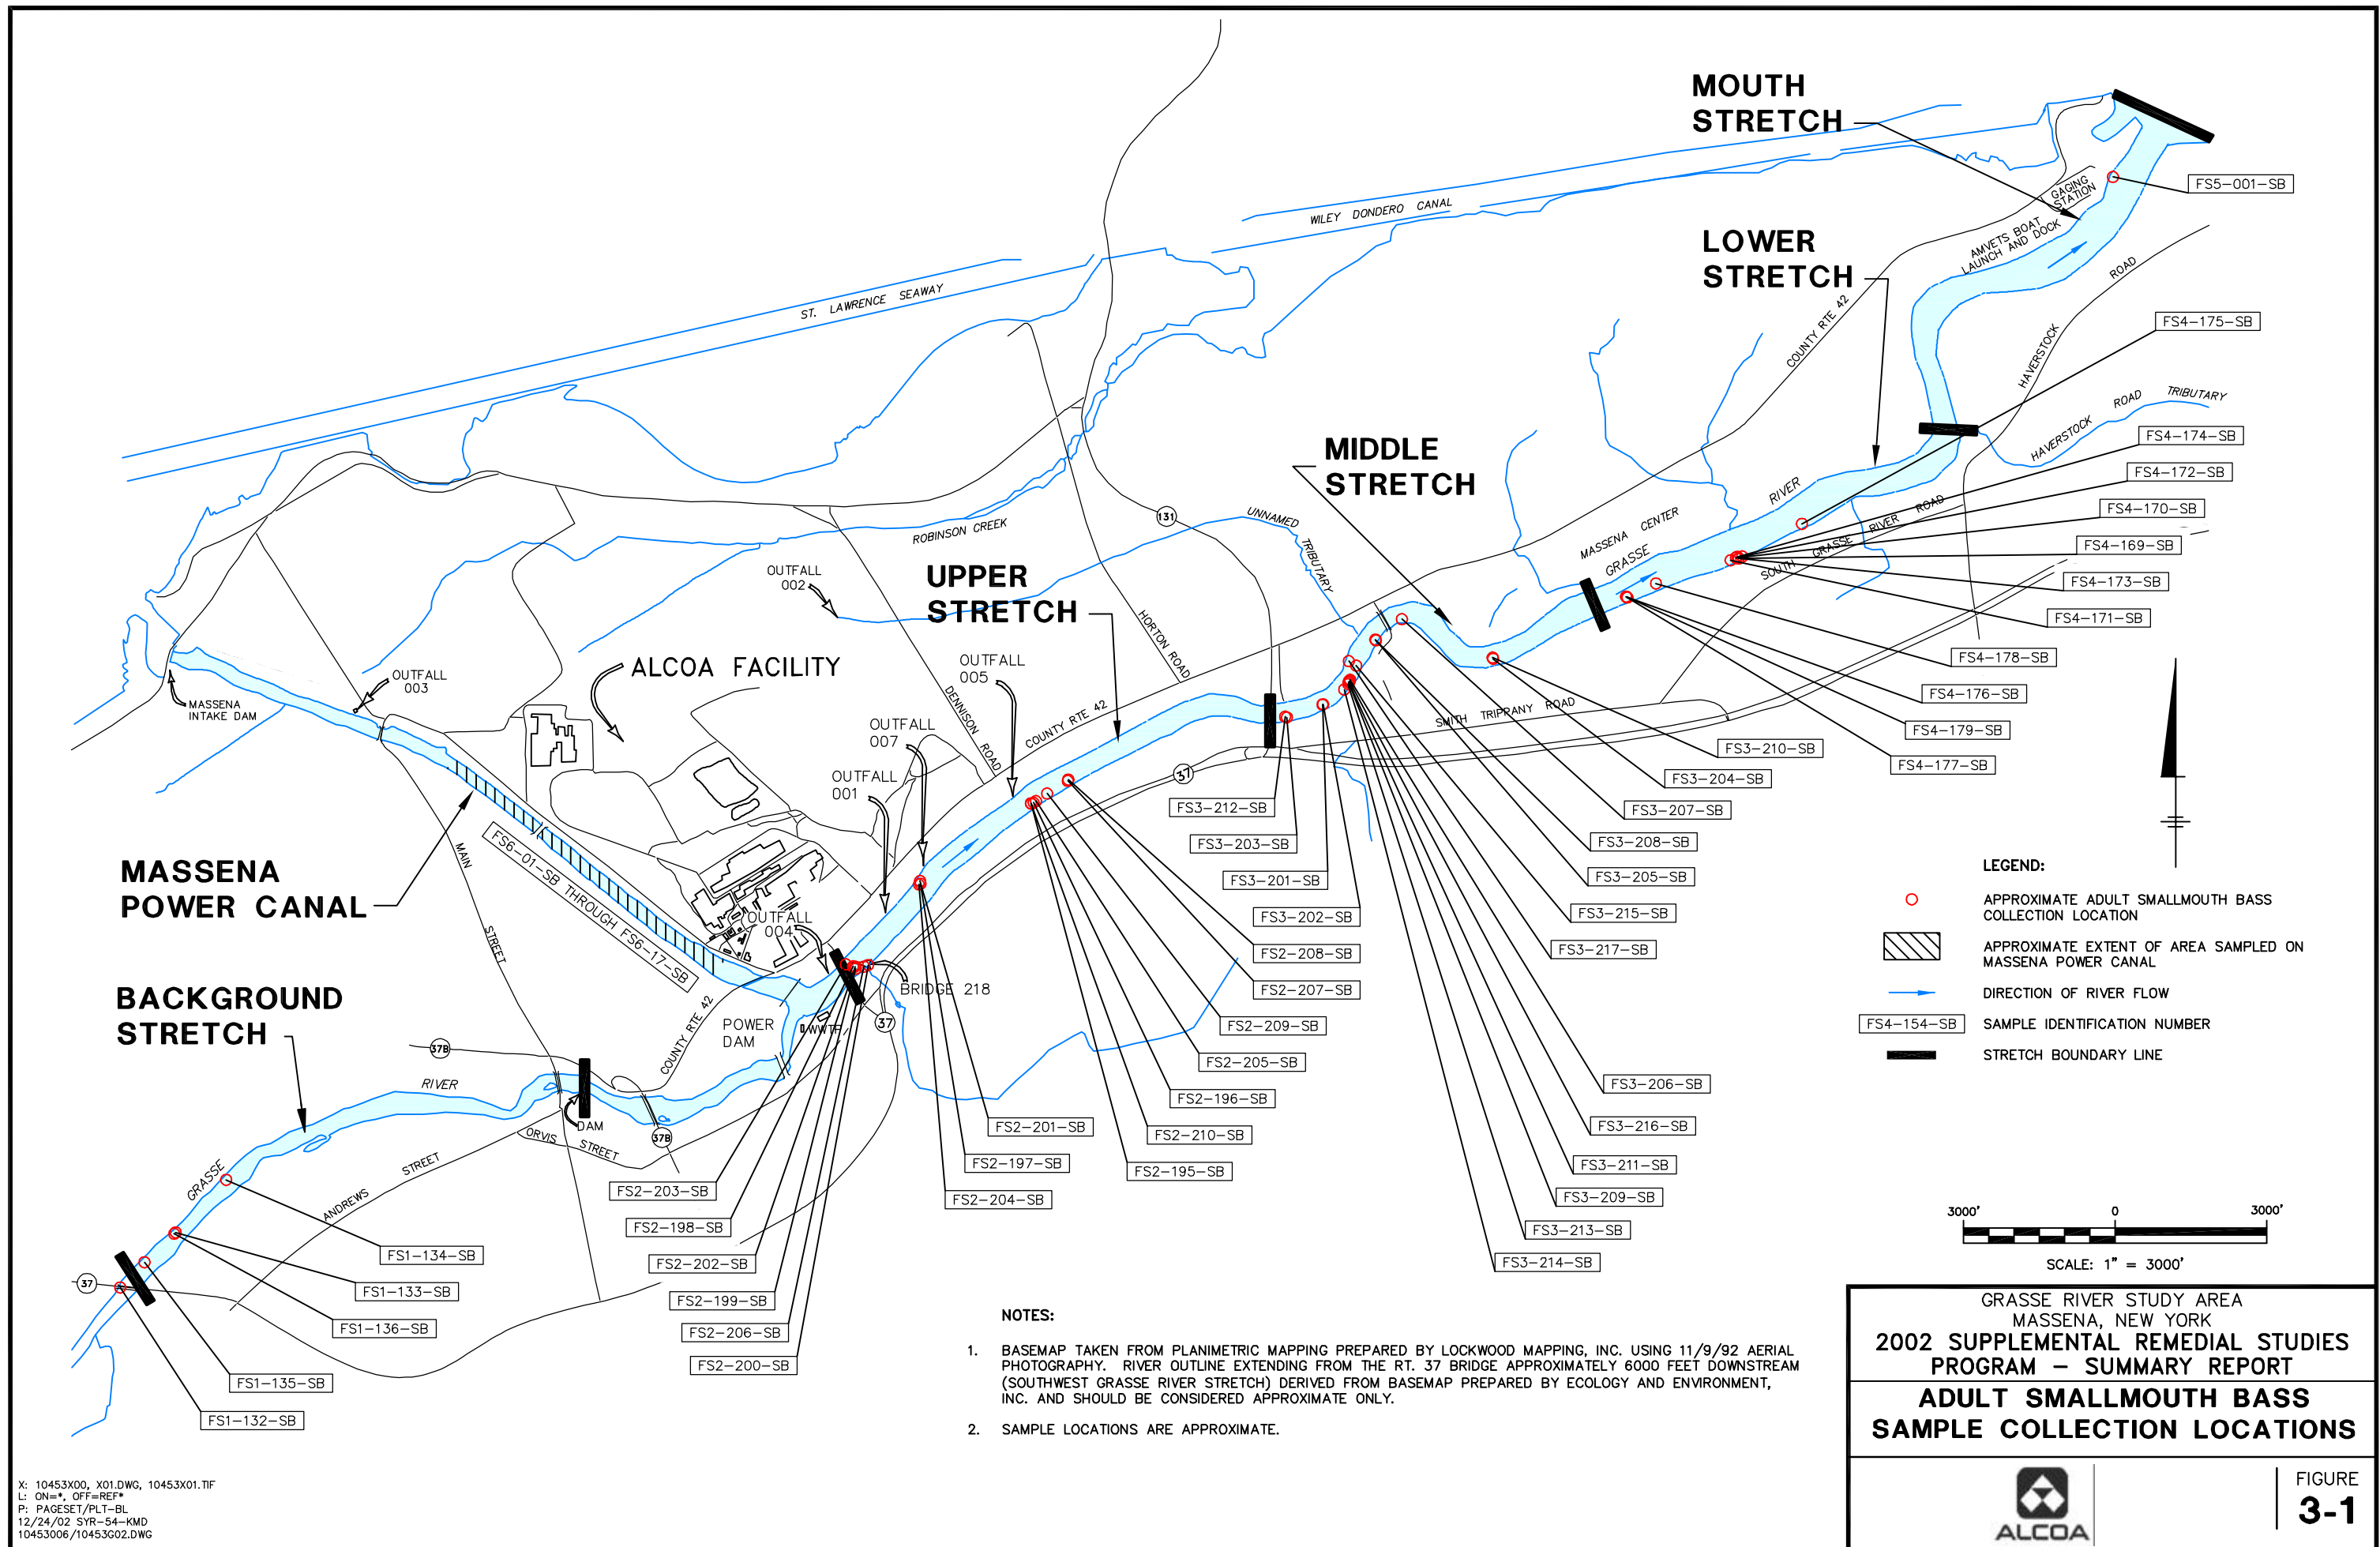 MOUTH
STRETCH
GAGING
STATION
FS5-001-SB
WILEY DONDERO CANAL
AMVETS BOAT
LAUNCH AND DOCK
LOWER
STRETCH
HAVERSTOCK ROAD
ST. LAWRENCE SEAWAY
COUNTY RTE 42
FS4-175-SB
HAVERSTOCK ROAD TRIBUTARY
MIDDLE
STRETCH
FS4-174-SB
FS4-172-SB
FS4-170-SB
FS4-169-SB
FS4-173-SB
FS4-171-SB
FS4-178-SB
FS4-176-SB
FS4-179-SB
FS4-177-SB
131
UNNAMED TRIBUTARY
MASSENA CENTER
GRASSE RIVER
SOUTH GRASSE RIVER ROAD
ROBINSON CREEK
OUTFALL
002
UPPER
STRETCH
HORTON ROAD
ALCOA FACILITY
OUTFALL
003
MASSENA
INTAKE DAM
OUTFALL
005
DENNISON ROAD
COUNTY RTE 42
OUTFALL
007
OUTFALL
001
SMITH TRIPPANY ROAD
37
FS3-210-SB
FS3-204-SB
FS3-207-SB
FS3-208-SB
FS3-205-SB
FS3-215-SB
FS3-217-SB
FS3-212-SB
FS3-203-SB
FS3-201-SB
FS3-202-SB
FS2-208-SB
FS2-207-SB
FS2-209-SB
FS2-205-SB
FS2-196-SB
FS2-210-SB
FS2-195-SB
FS3-206-SB
FS3-216-SB
FS3-211-SB
FS3-209-SB
FS3-213-SB
FS3-214-SB
MASSENA
POWER CANAL
MAIN STREET
FS6-01-SB THROUGH FS6-17-SB
OUTFALL
004
BRIDGE 218
37
POWER
DAM
WWTP
COUNTY RTE 42
BACKGROUND
STRETCH
37B
RIVER
DAM
37B
ORVIS STREET
ANDREWS STREET
GRASSE
37
FS2-201-SB
FS2-197-SB
FS2-204-SB
FS2-203-SB
FS2-198-SB
FS2-202-SB
FS2-199-SB
FS2-206-SB
FS2-200-SB
FS1-134-SB
FS1-133-SB
FS1-136-SB
FS1-135-SB
FS1-132-SB
LEGEND:
APPROXIMATE ADULT SMALLMOUTH BASS
COLLECTION LOCATION
APPROXIMATE EXTENT OF AREA SAMPLED ON
MASSENA POWER CANAL
DIRECTION OF RIVER FLOW
FS4-154-SB SAMPLE IDENTIFICATION NUMBER
STRETCH BOUNDARY LINE
3000' 0 3000'
SCALE: 1" = 3000'
NOTES:
1. BASEMAP TAKEN FROM PLANIMETRIC MAPPING PREPARED BY LOCKWOOD MAPPING, INC. USING 11/9/92 AERIAL
PHOTOGRAPHY. RIVER OUTLINE EXTENDING FROM THE RT. 37 BRIDGE APPROXIMATELY 6000 FEET DOWNSTREAM
(SOUTHWEST GRASSE RIVER STRETCH) DERIVED FROM BASEMAP PREPARED BY ECOLOGY AND ENVIRONMENT,
INC. AND SHOULD BE CONSIDERED APPROXIMATE ONLY.
2. SAMPLE LOCATIONS ARE APPROXIMATE.
GRASSE RIVER STUDY AREA
MASSENA, NEW YORK
2002 SUPPLEMENTAL REMEDIAL STUDIES
PROGRAM – SUMMARY REPORT
ADULT SMALLMOUTH BASS
SAMPLE COLLECTION LOCATIONS
ALCOA
FIGURE
3-1
X: 10453X00, X01.DWG, 10453X01.TIF
L: ON=*, OFF=REF*
P: PAGESET/PLT-BL
12/24/02 SYR-54-KMD
10453006/10453G02.DWG